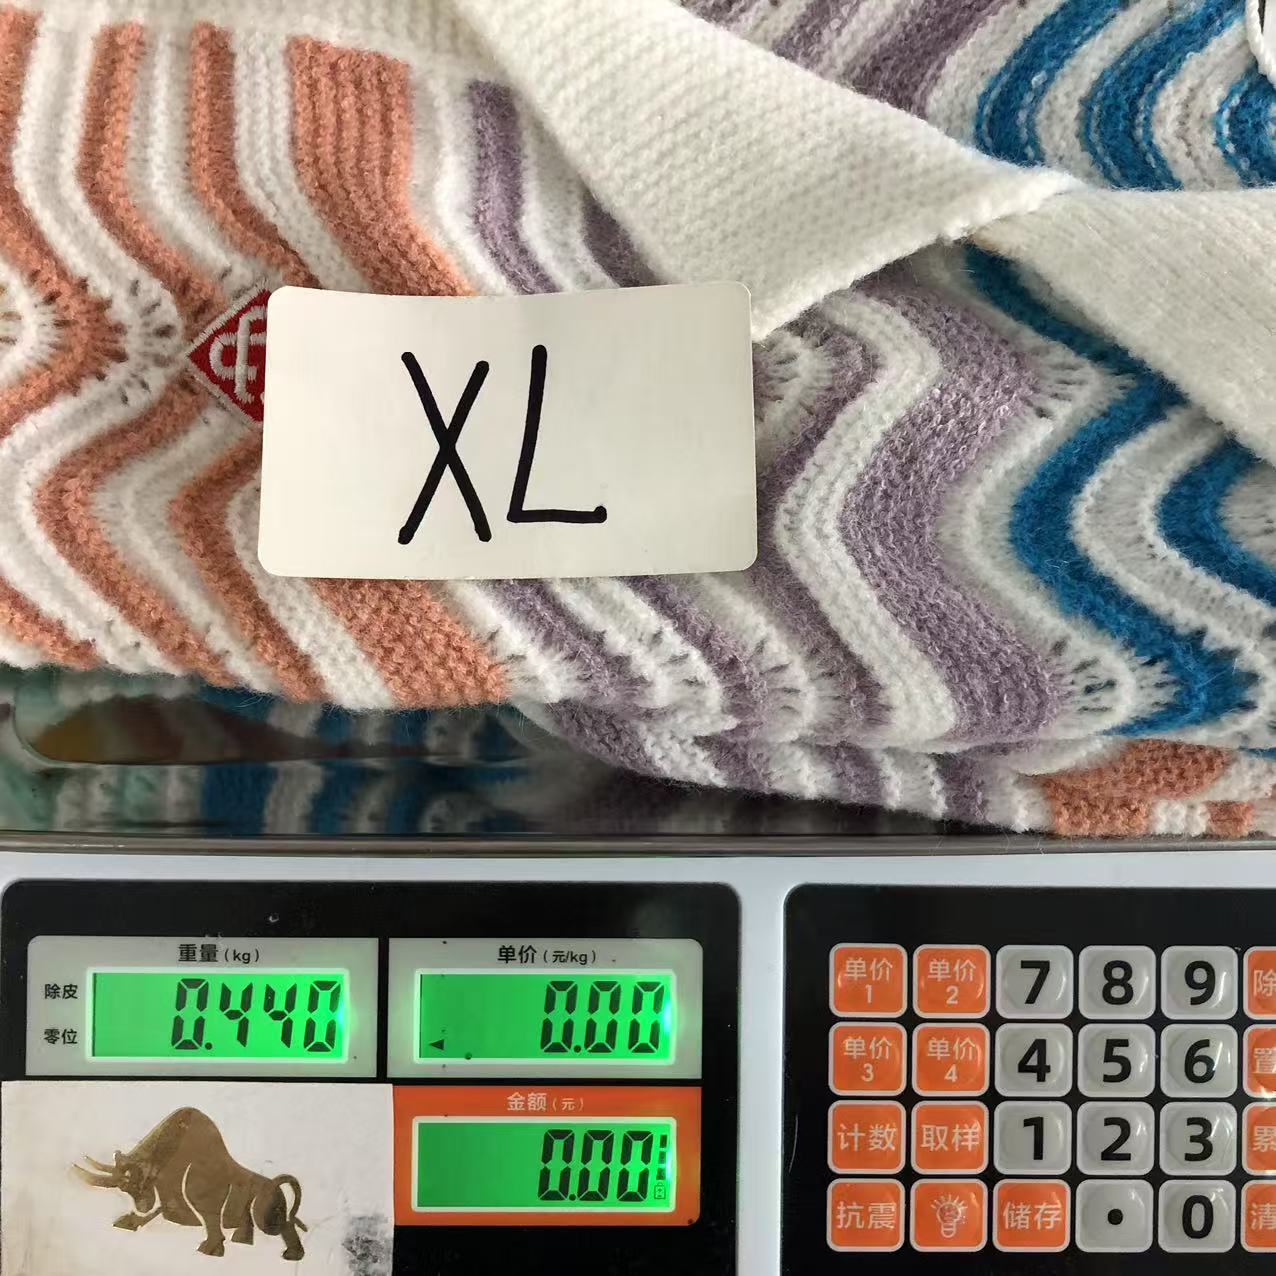 XL
重量(kg)
除皮
零位
0.440
单价(元/kg)
0.00
金额(元)
0.00
单价1 单价2 7 8 9 除
单价3 单价4 4 5 6 置
计数 取样 1 2 3 累
抗震 储存 • 0 清